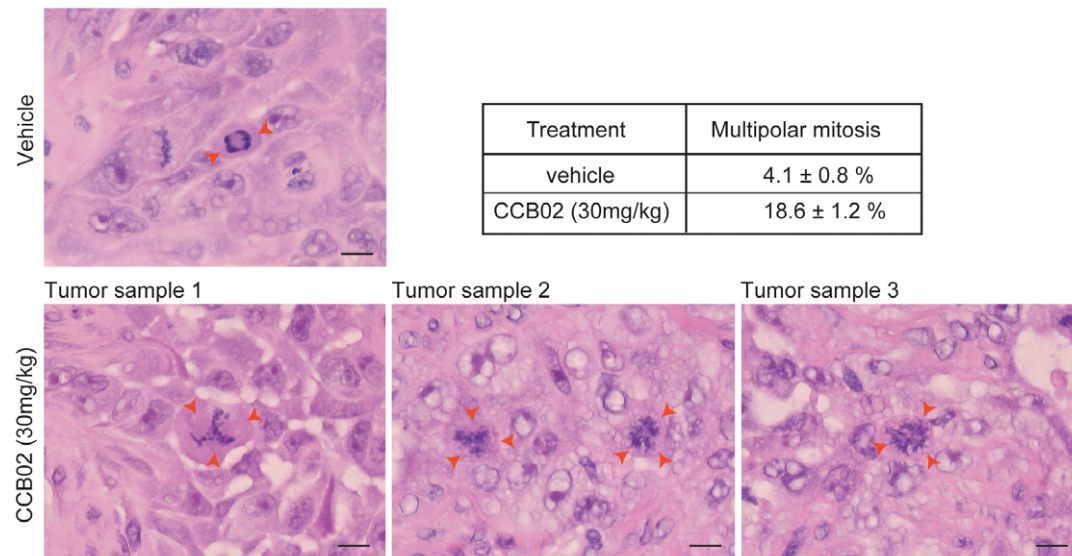 Vehicle
Treatment Multipolar mitosis
vehicle 4.1 ± 0.8 %
CCB02 (30mg/kg) 18.6 ± 1.2 %
Tumor sample 1 Tumor sample 2 Tumor sample 3
CCB02 (30mg/kg)